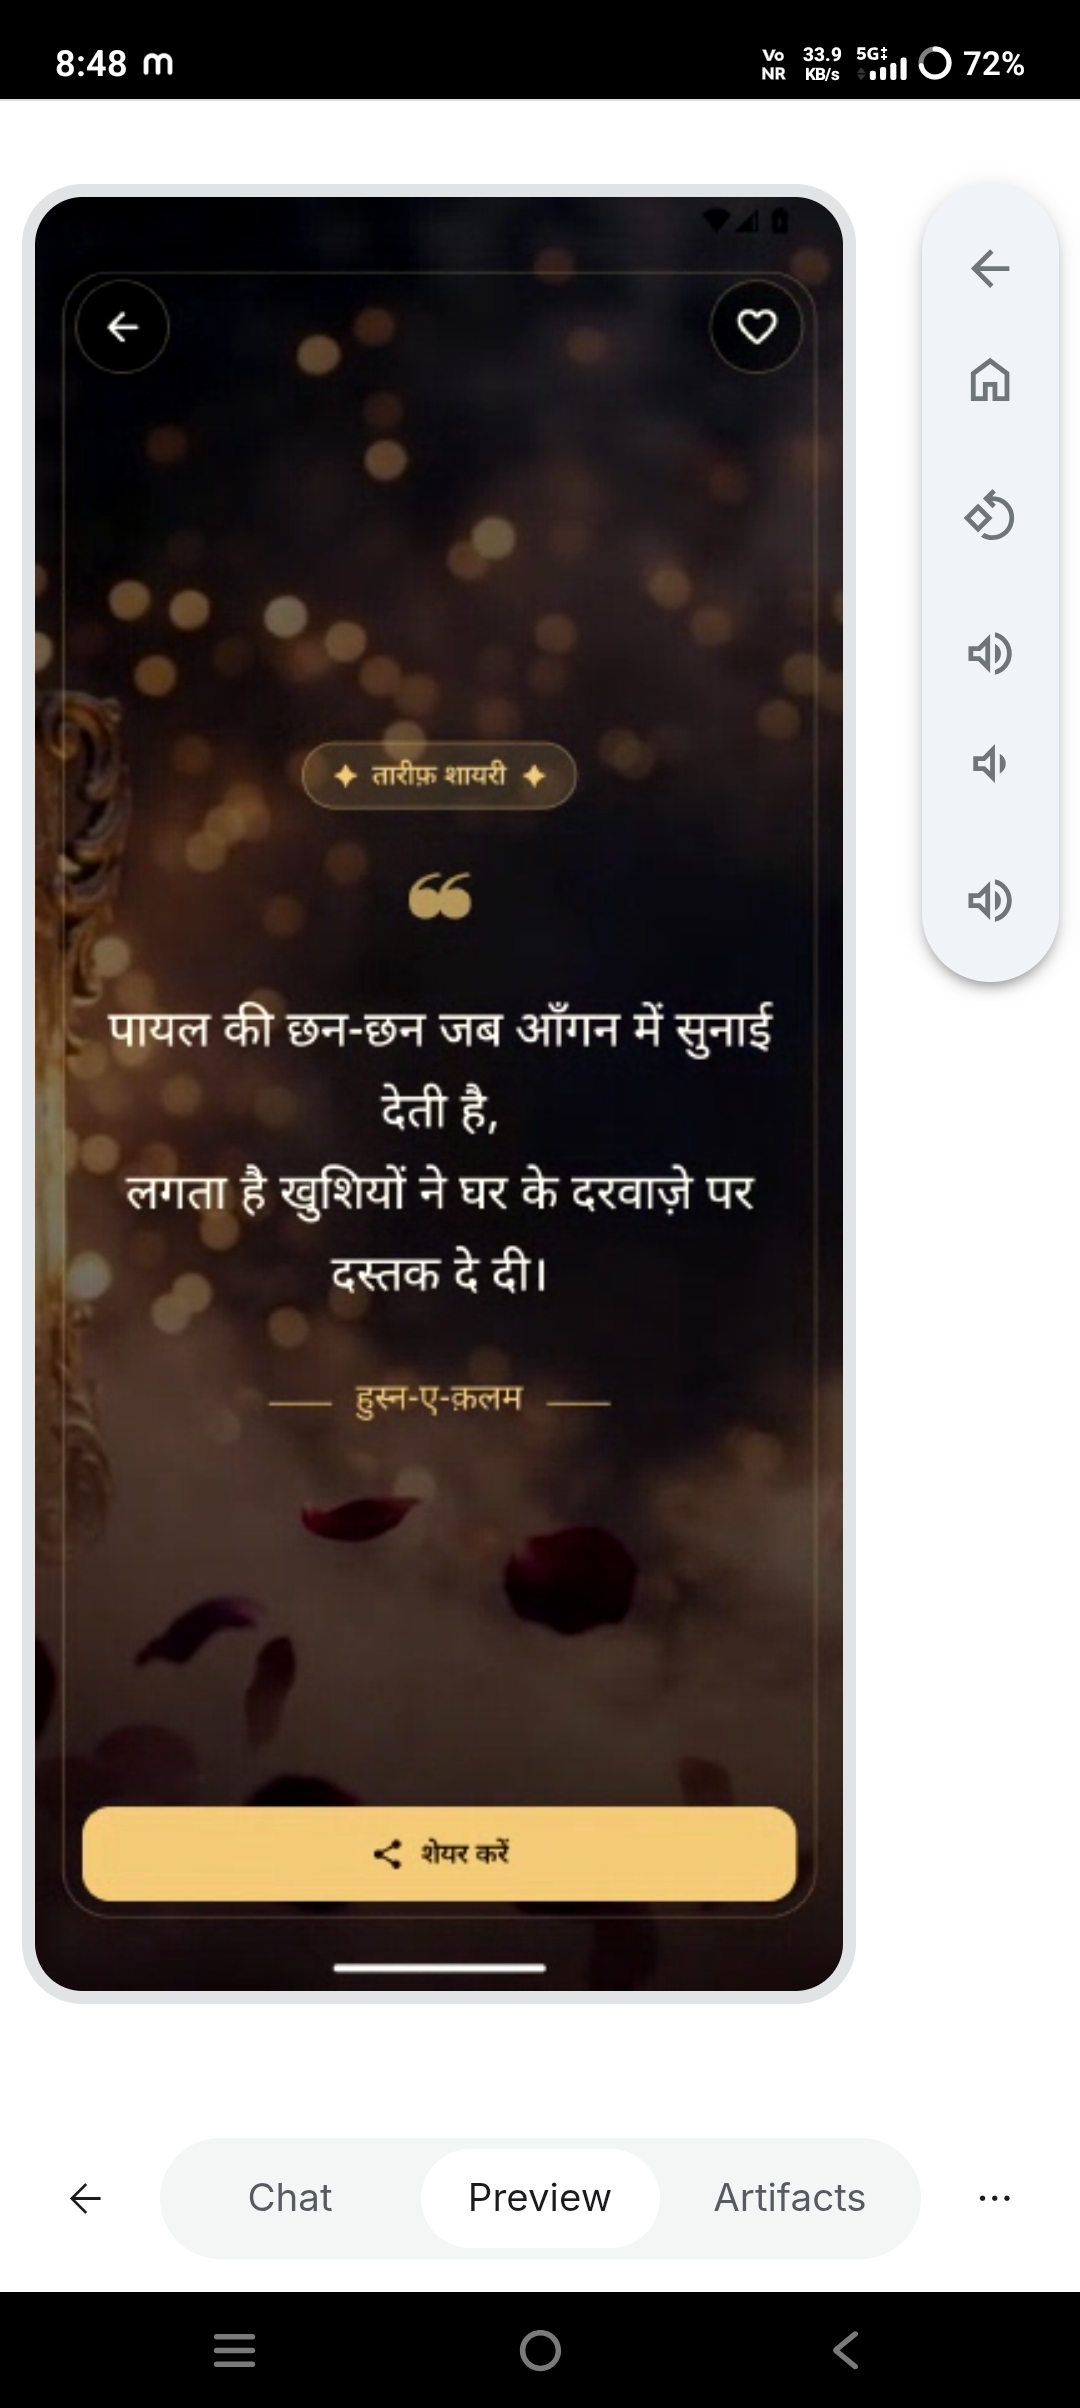 8:48 m Vo NR 33.9 KB/s 5G‡ 72%
तारीफ़ शायरी
❝
पायल की छन-छन जब आँगन में सुनाई
देती है,
लगता है खुशियों ने घर के दरवाज़े पर
दस्तक दे दी।
हुस्न-ए-क़लम
शेयर करें
Chat Preview Artifacts